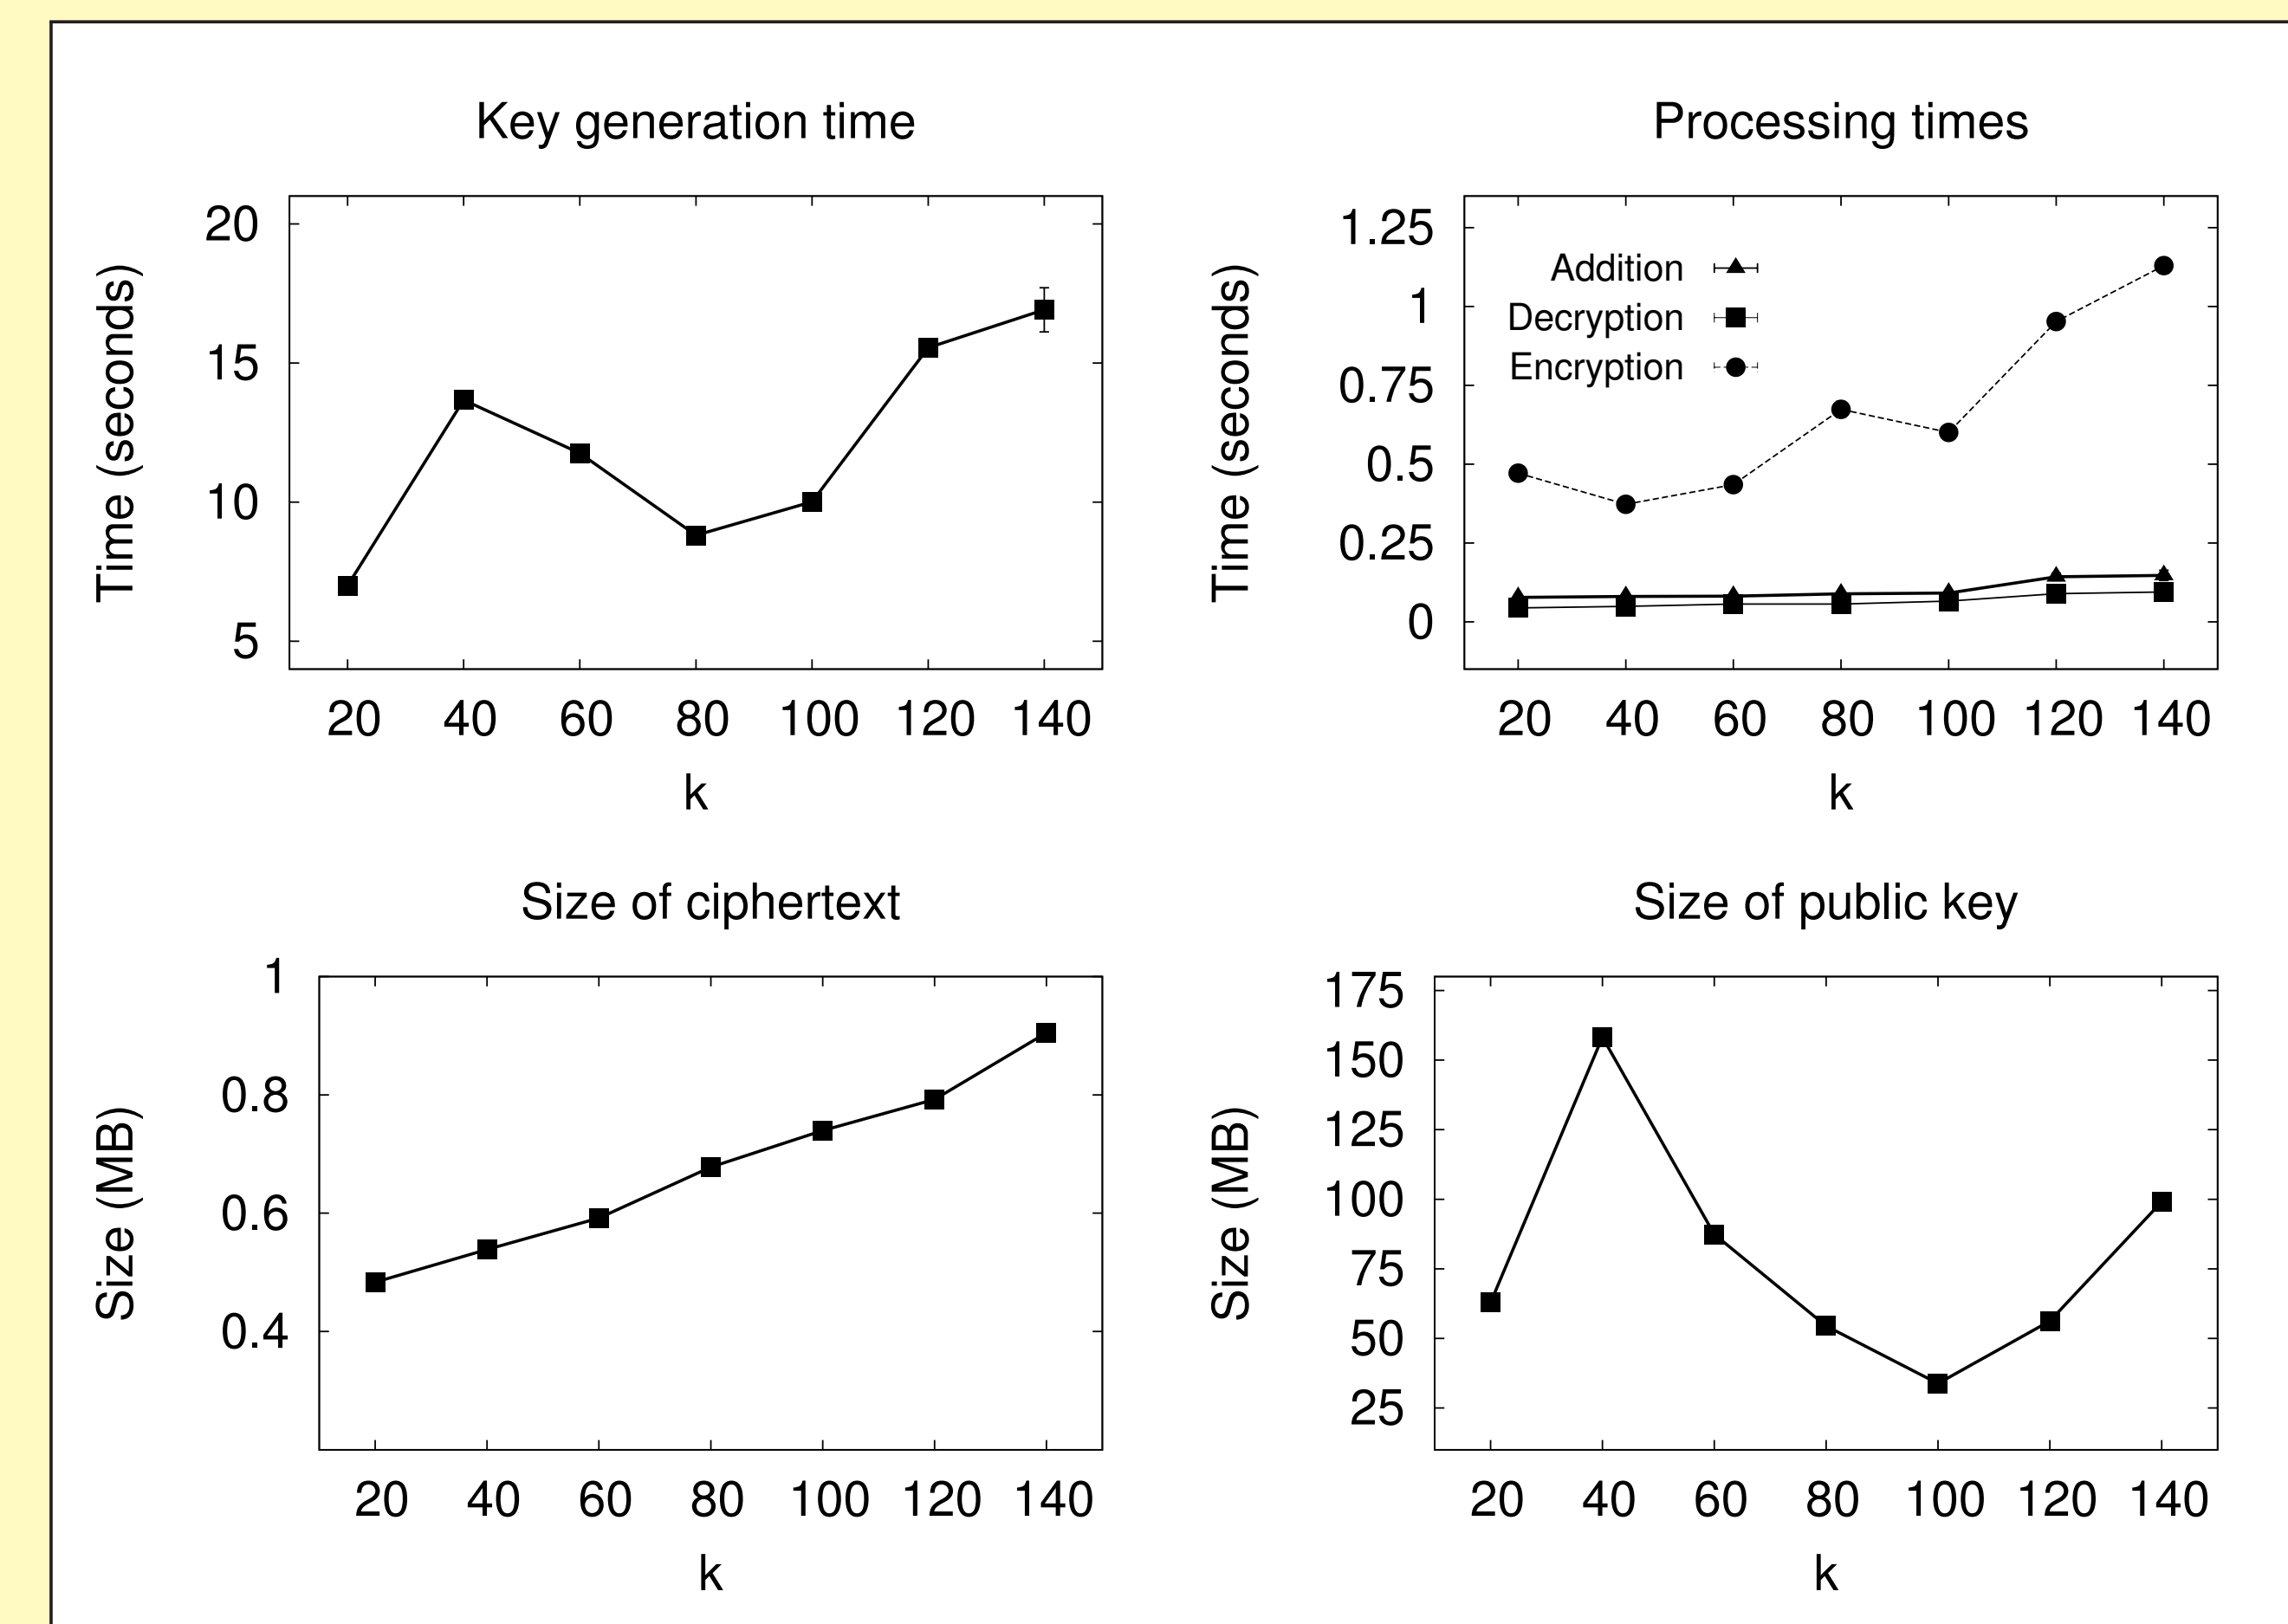 Key generation time
20
15
10
5
Time (seconds)
20 40 60 80 100 120 140
k
Processing times
1.25
1
0.75
0.5
0.25
0
Time (seconds)
Addition
Decryption
Encryption
20 40 60 80 100 120 140
k
Size of ciphertext
1
0.8
0.6
0.4
Size (MB)
20 40 60 80 100 120 140
k
Size of public key
175
150
125
100
75
50
25
Size (MB)
20 40 60 80 100 120 140
k